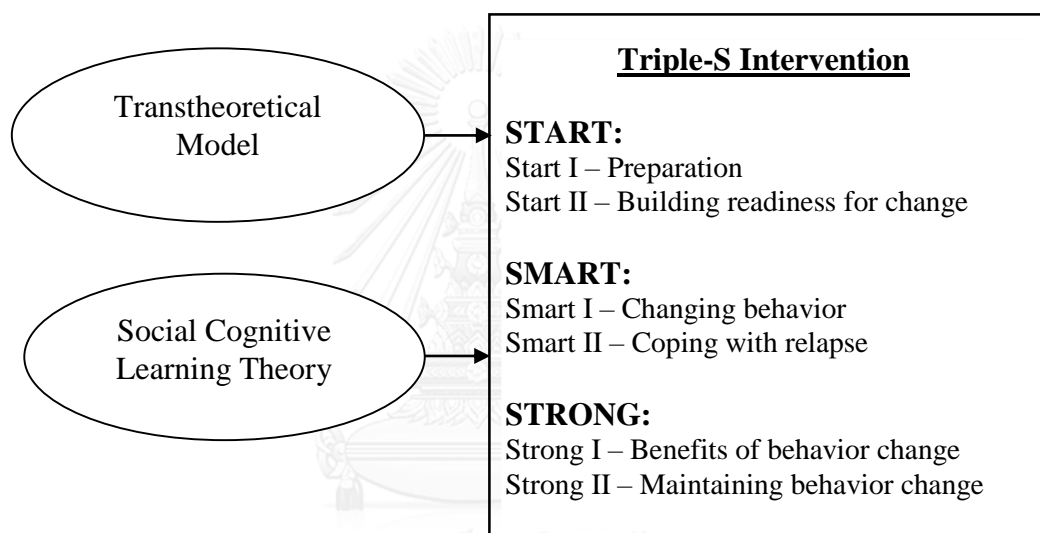 Transtheoretical
Model
Social Cognitive
Learning Theory
Triple-S Intervention
START:
Start I – Preparation
Start II – Building readiness for change
SMART:
Smart I – Changing behavior
Smart II – Coping with relapse
STRONG:
Strong I – Benefits of behavior change
Strong II – Maintaining behavior change